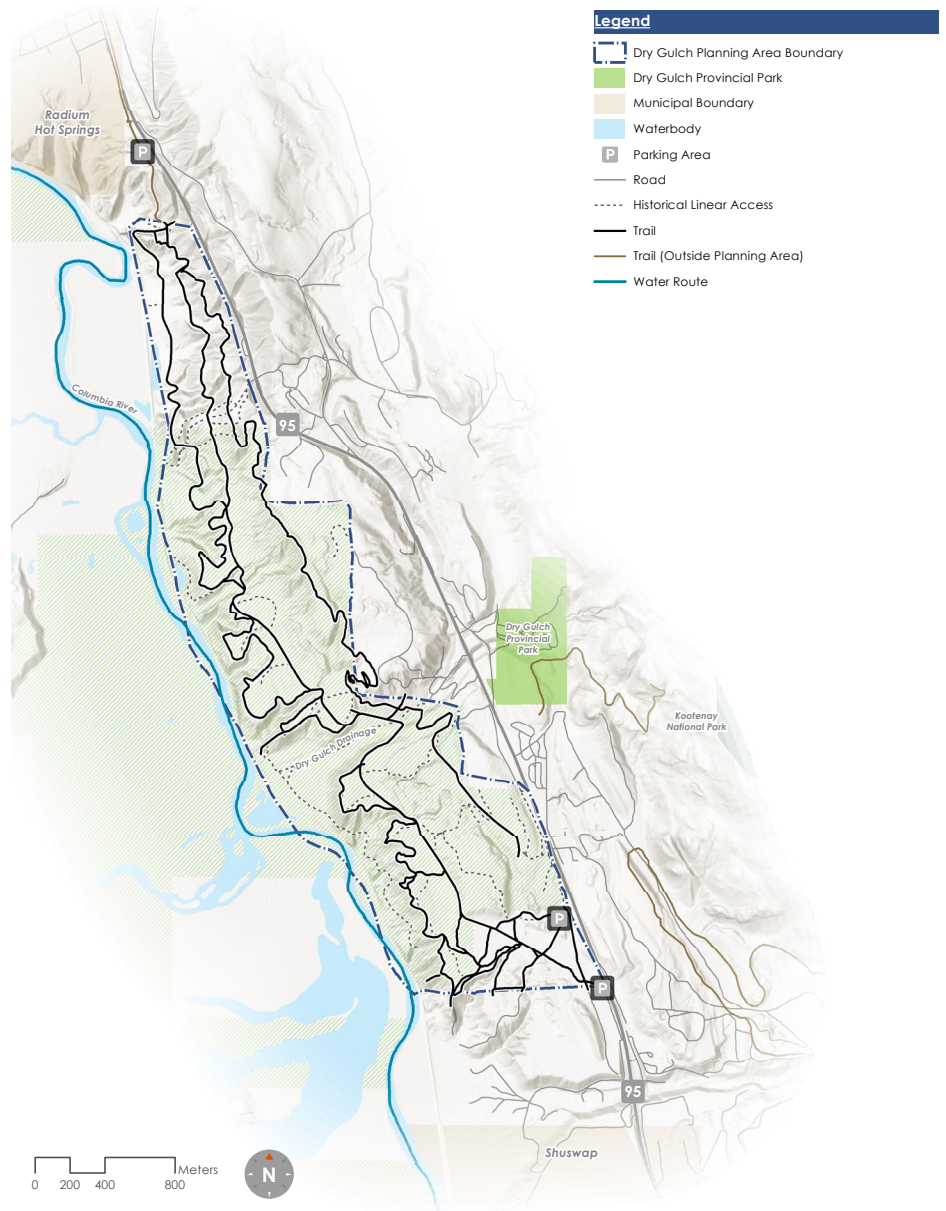 Legend
Dry Gulch Planning Area Boundary
Dry Gulch Provincial Park
Municipal Boundary
Waterbody
P Parking Area
Road
Historical Linear Access
Trail
Trail (Outside Planning Area)
Water Route
Radium
Hot Springs
P
Columbia River
95
Dry Gulch
Provincial
Park
Kootenay
National Park
Dry Gulch Drainage
P
P
95
Shuswap
Meters
0 200 400 800
N